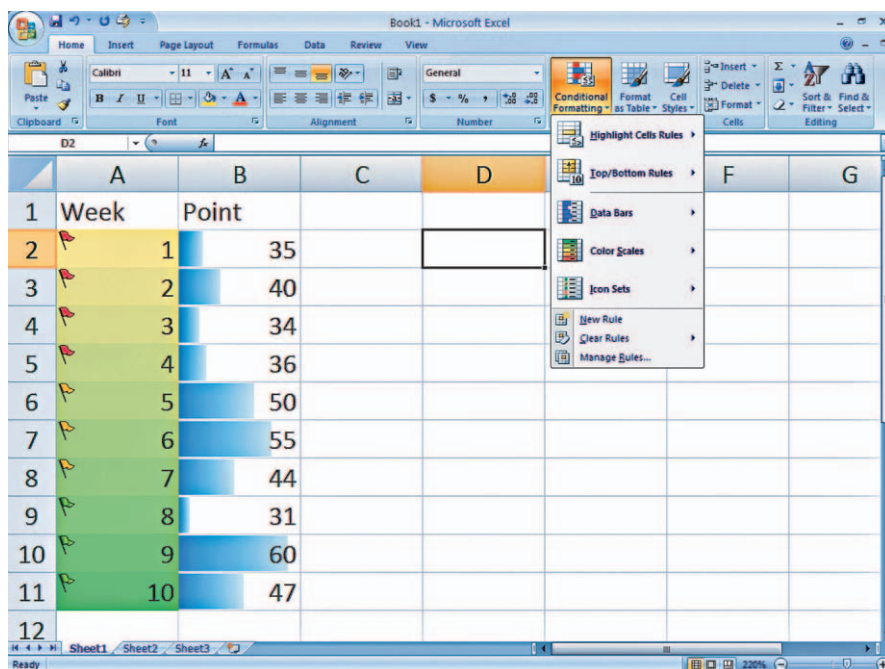 Book1 - Microsoft Excel
Home Insert Page Layout Formulas Data Review View
Calibri 11 A A General Insert
B I U A $ % , Delete
Paste Conditional Formatting Format as Table Cell Styles Format Sort & Filter Find & Select
Clipboard Font Alignment Number Cells Editing
D2 fx
Highlight Cells Rules
Top/Bottom Rules
Data Bars
Color Scales
Icon Sets
New Rule
Clear Rules
Manage Rules...
A B C D F G
1 Week Point
2 1 35
3 2 40
4 3 34
5 4 36
6 5 50
7 6 55
8 7 44
9 8 31
10 9 60
11 10 47
12
Sheet1 Sheet2 Sheet3
Ready 220%